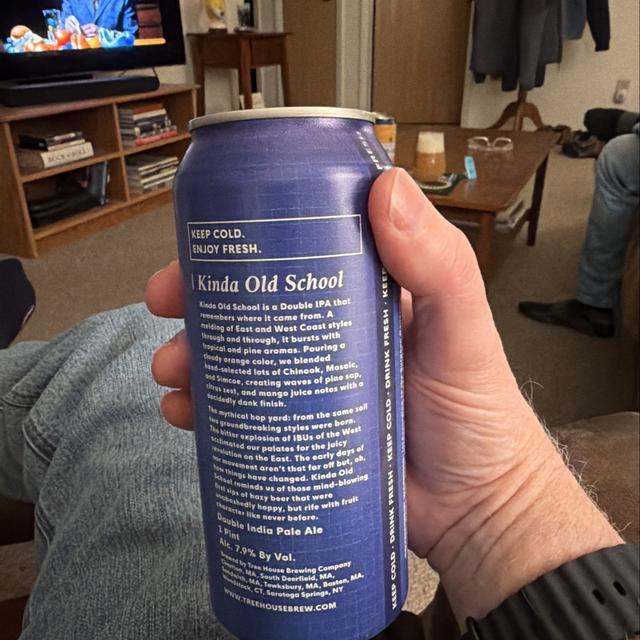 KEEP COLD.
ENJOY FRESH.
Kinda Old School
Kinda Old School is a Double IPA that
remembers where it came from. A
melding of East and West Coast styles
through and through, it bursts with
tropical and pine aromas. Pouring a
cloudy orange color, we blended
hand-selected lots of Chinook, Mosaic,
and Simcoe, creating waves of pine sap,
citrus zest, and mango juice notes with a
decidedly dank finish.
The mythical hop yard: from the same soil
two groundbreaking styles were born.
The bitter explosion of IBUs of the West
acclimated our palates for the juicy
revolution on the East. The early days of
our movement aren't that far off but, oh,
how things have changed. Kinda Old
School reminds us of those mind-blowing
first sips of hazy beer that were
unabashedly hoppy, but rife with fruit
character like never before.
Double India Pale Ale
1 Pint
Alc. 7.9% By Vol.
Brewed by Tree House Brewing Company
Charlton, MA, South Deerfield, MA,
Sandwich, MA, Tewksbury, MA, Boston, MA,
Woodstock, CT, Saratoga Springs, NY
WWW.TREEHOUSEBREW.COM
KEEP COLD · DRINK FRESH · KEEP COLD · DRINK FRESH · KEEP